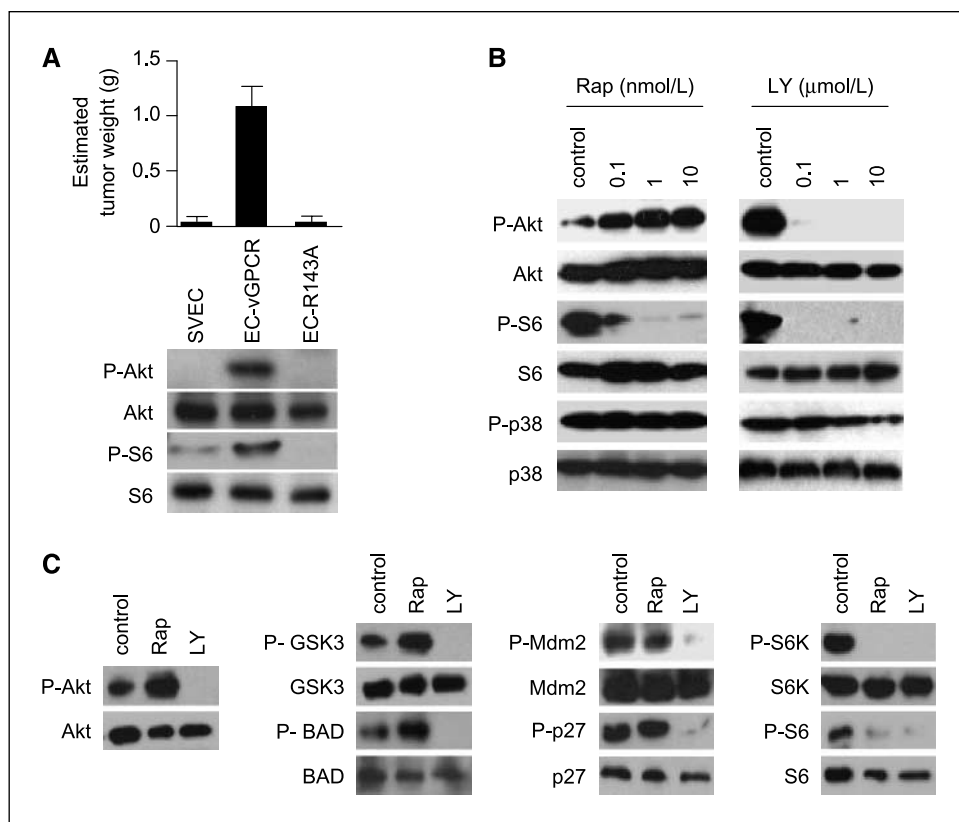 A
Estimated
tumor weight (g)
1.5
1.0
0.5
0
SVEC
EC-vGPCR
EC-R143A
P-Akt
Akt
P-S6
S6
B
Rap (nmol/L)
LY (μmol/L)
control
0.1
1
10
control
0.1
1
10
P-Akt
Akt
P-S6
S6
P-p38
p38
C
control
Rap
LY
P-Akt
Akt
control
Rap
LY
P- GSK3
GSK3
P- BAD
BAD
control
Rap
LY
P-Mdm2
Mdm2
P-p27
p27
control
Rap
LY
P-S6K
S6K
P-S6
S6